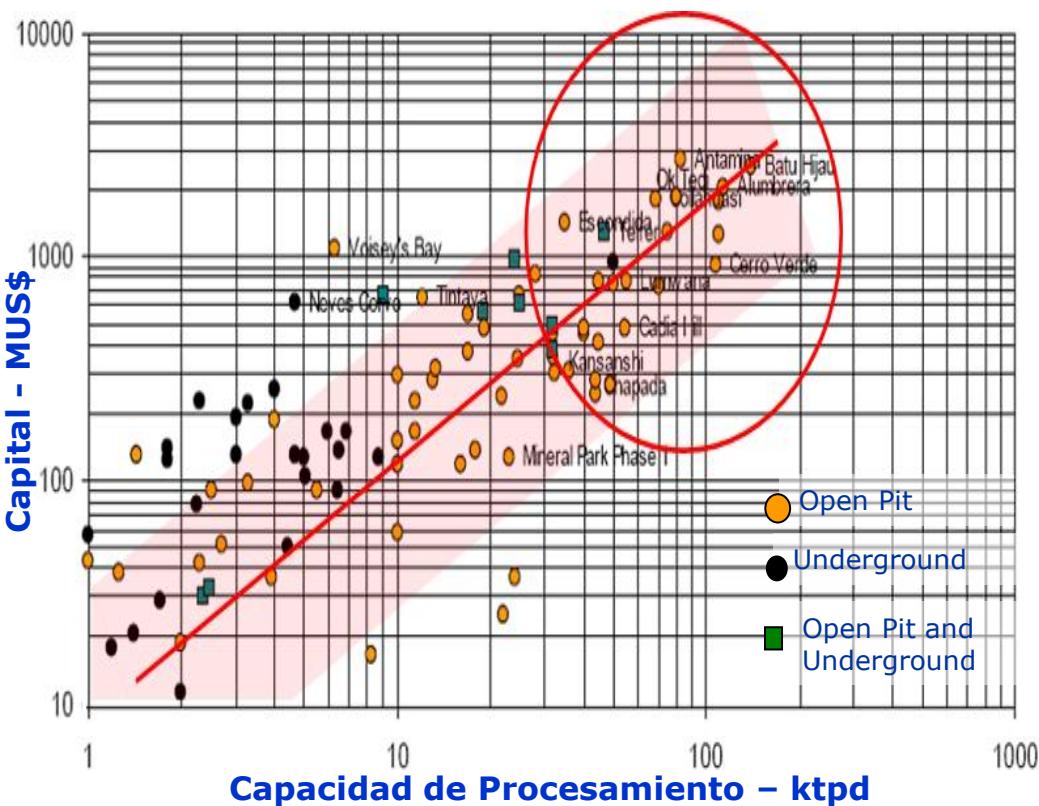 10000
1000
100
10
1
10
100
1000
Capital - MUS$
Capacidad de Procesamiento – ktpd
Antamina
Batu Hijau
Ok Tedi
Alumbrera
Collahuasi
Escondida
Voisey's Bay
Cerro Verde
Lumwana
Neves Corvo
Tintaya
Cadia Hill
Kansanshi
Chapada
Mineral Park Phase
Open Pit
Underground
Open Pit and
Underground